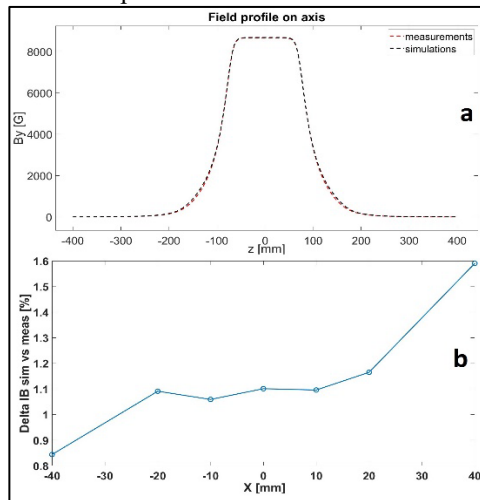 Field profile on axis
measurements
simulations
a
By [G]
8000
6000
4000
2000
0
-400 -300 -200 -100 0 100 200 300 400
z [mm]
1.6
1.5
1.4
1.3
1.2
1.1
1
0.9
0.8
Delta IB sim vs meas [%]
b
-40 -30 -20 -10 0 10 20 30 40
X [mm]